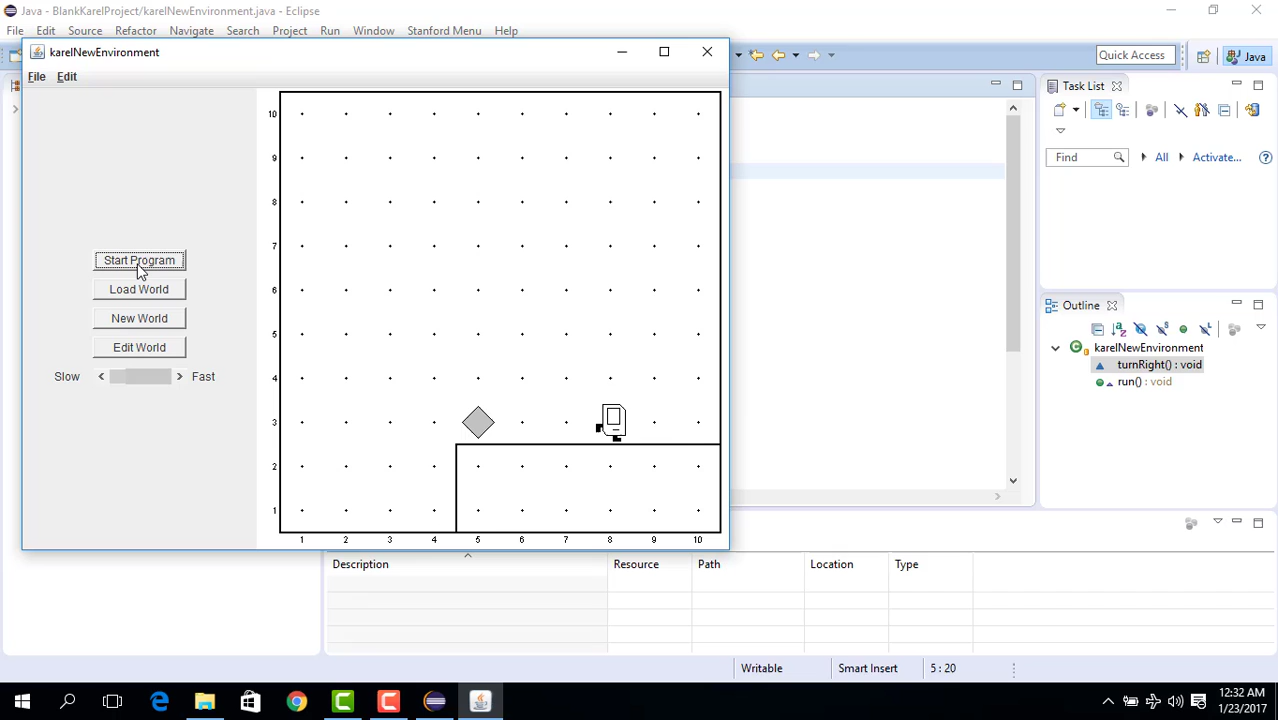 Java - BlankKarelProject/karelNewEnvironment.java - Eclipse
File Edit Source Refactor Navigate Search Project Run Window Stanford Menu Help
karelNewEnvironment
File Edit
Quick Access
Java
Task List
Find
All
Activate...
Start Program
Load World
New World
Edit World
Slow < > Fast
10
9
8
7
6
5
4
3
2
1
1 2 3 4 5 6 7 8 9 10
Outline
karelNewEnvironment
turnRight() : void
run() : void
Description Resource Path Location Type
Writable Smart Insert 5 : 20
12:32 AM
1/23/2017